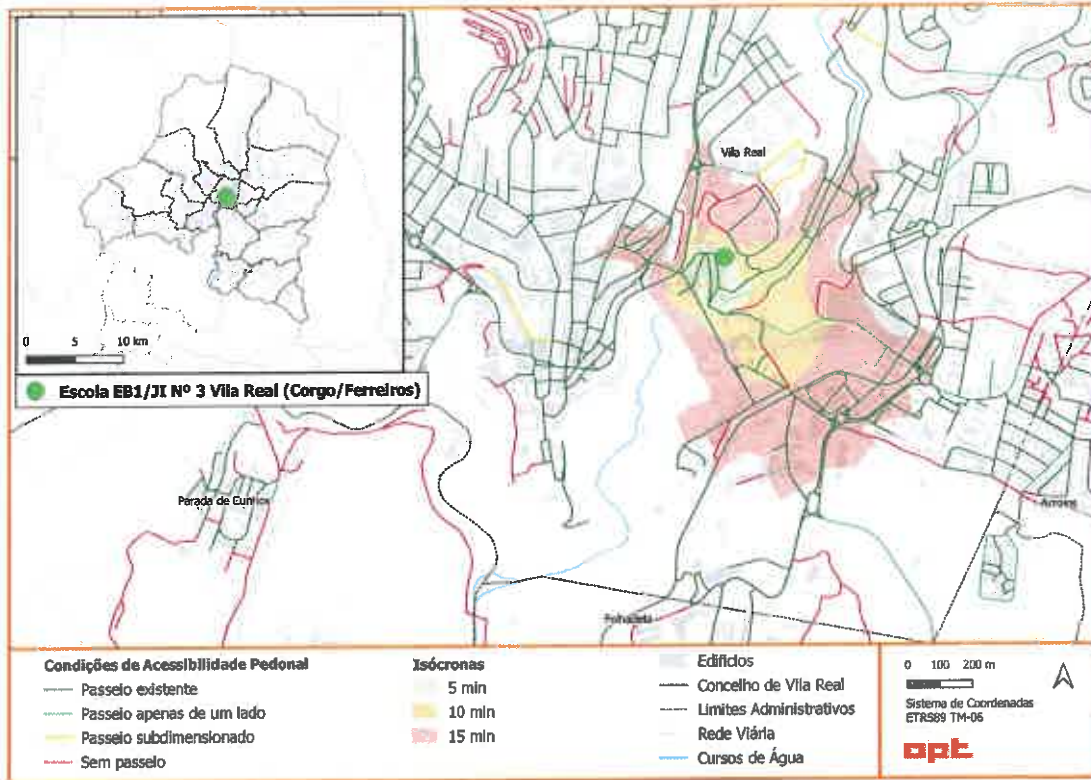 0 5 10 km
Escola EB1/JI Nº 3 Vila Real (Corgo/Ferreiros)
Vila Real
Parada de Cunhos
Arroios
Folhadela
Condições de Acessibilidade Pedonal
Passeio existente
Passeio apenas de um lado
Passeio subdimensionado
Sem passeio
Isócronas
5 min
10 min
15 min
Edifícios
Concelho de Vila Real
Limites Administrativos
Rede Viária
Cursos de Água
0 100 200 m
Sistema de Coordenadas
ETRS89 TM-06
opt